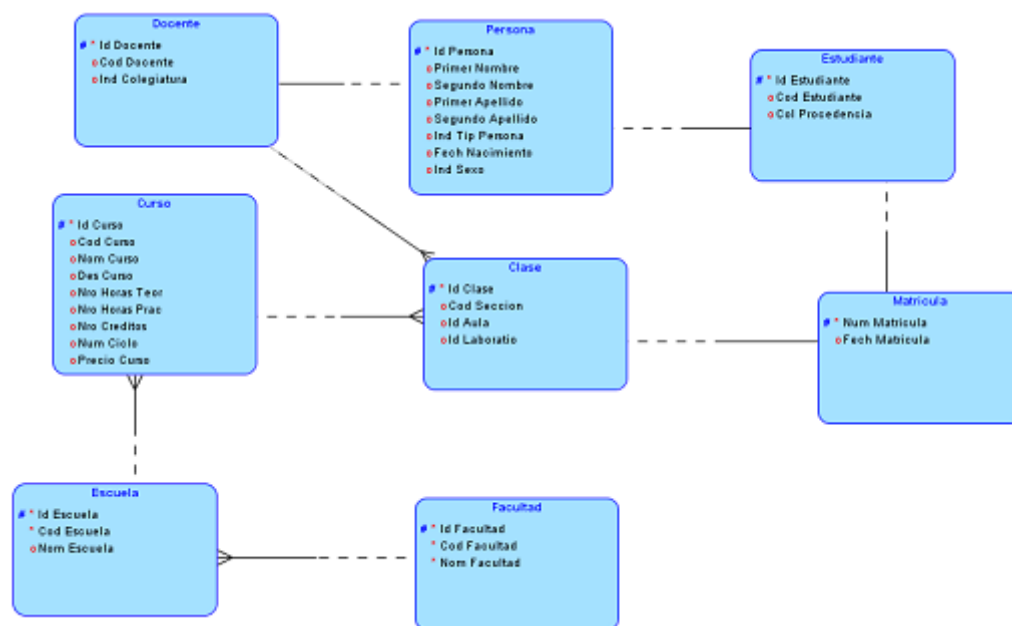 Docente
# * Id Docente
o Cod Docente
o Ind Colegiatura
Persona
# * Id Persona
o Primer Nombre
o Segundo Nombre
o Primer Apellido
o Segundo Apellido
o Ind Tip Persona
o Fech Nacimiento
o Ind Sexo
Estudiante
# * Id Estudiante
o Cod Estudiante
o Col Procedencia
Curso
# * Id Curso
o Cod Curso
o Nom Curso
o Des Curso
o Nro Horas Teor
o Nro Horas Prac
o Nro Creditos
o Num Ciclo
o Precio Curso
Clase
# * Id Clase
o Cod Seccion
o Id Aula
o Id Laboratio
Matricula
# * Num Matricula
o Fech Matricula
Escuela
# * Id Escuela
* Cod Escuela
o Nom Escuela
Facultad
# * Id Facultad
* Cod Facultad
* Nom Facultad